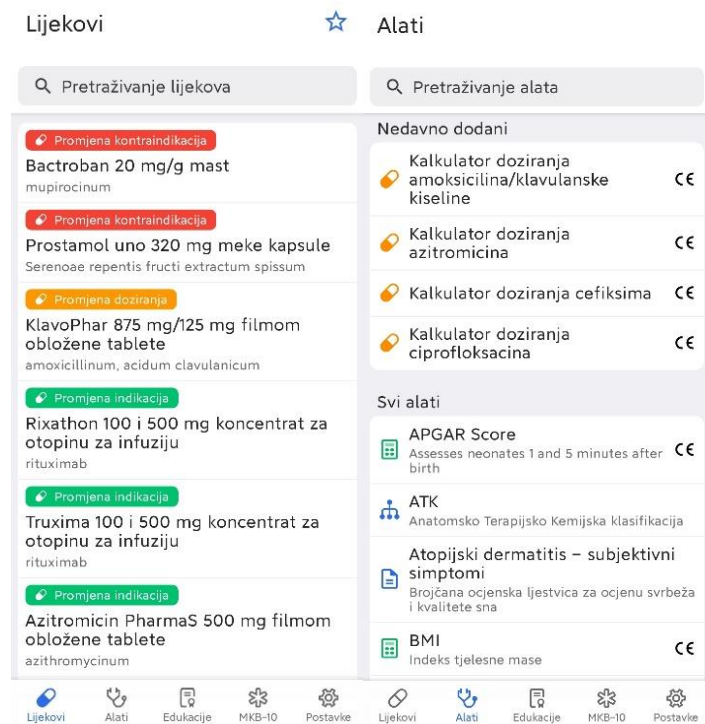 Lijekovi
Pretraživanje lijekova
Promjena kontraindikacija
Bactroban 20 mg/g mast
mupirocinum
Promjena kontraindikacija
Prostamol uno 320 mg meke kapsule
Serenoae repentis fructi extractum spissum
Promjena doziranja
KlavoPhar 875 mg/125 mg filmom
obložene tablete
amoxicillinum, acidum clavulanicum
Promjena indikacija
Rixathon 100 i 500 mg koncentrat za
otopinu za infuziju
rituximab
Promjena indikacija
Truxima 100 i 500 mg koncentrat za
otopinu za infuziju
rituximab
Promjena indikacija
Azitromicin PharmaS 500 mg filmom
obložene tablete
azithromycinum
Lijekovi
Alati
Edukacije
MKB-10
Postavke
Alati
Pretraživanje alata
Nedavno dodani
Kalkulator doziranja
amoksicilina/klavulanske
kiseline
CE
Kalkulator doziranja
azitromicina
CE
Kalkulator doziranja cefiksima
CE
Kalkulator doziranja
ciprofloksacina
CE
Svi alati
APGAR Score
Assesses neonates 1 and 5 minutes after
birth
CE
ATK
Anatomsko Terapijsko Kemijska klasifikacija
Atopijski dermatitis – subjektivni
simptomi
Brojčana ocjenska ljestvica za ocjenu svrbeža
i kvalitete sna
BMI
Indeks tjelesne mase
CE
Lijekovi
Alati
Edukacije
MKB-10
Postavke